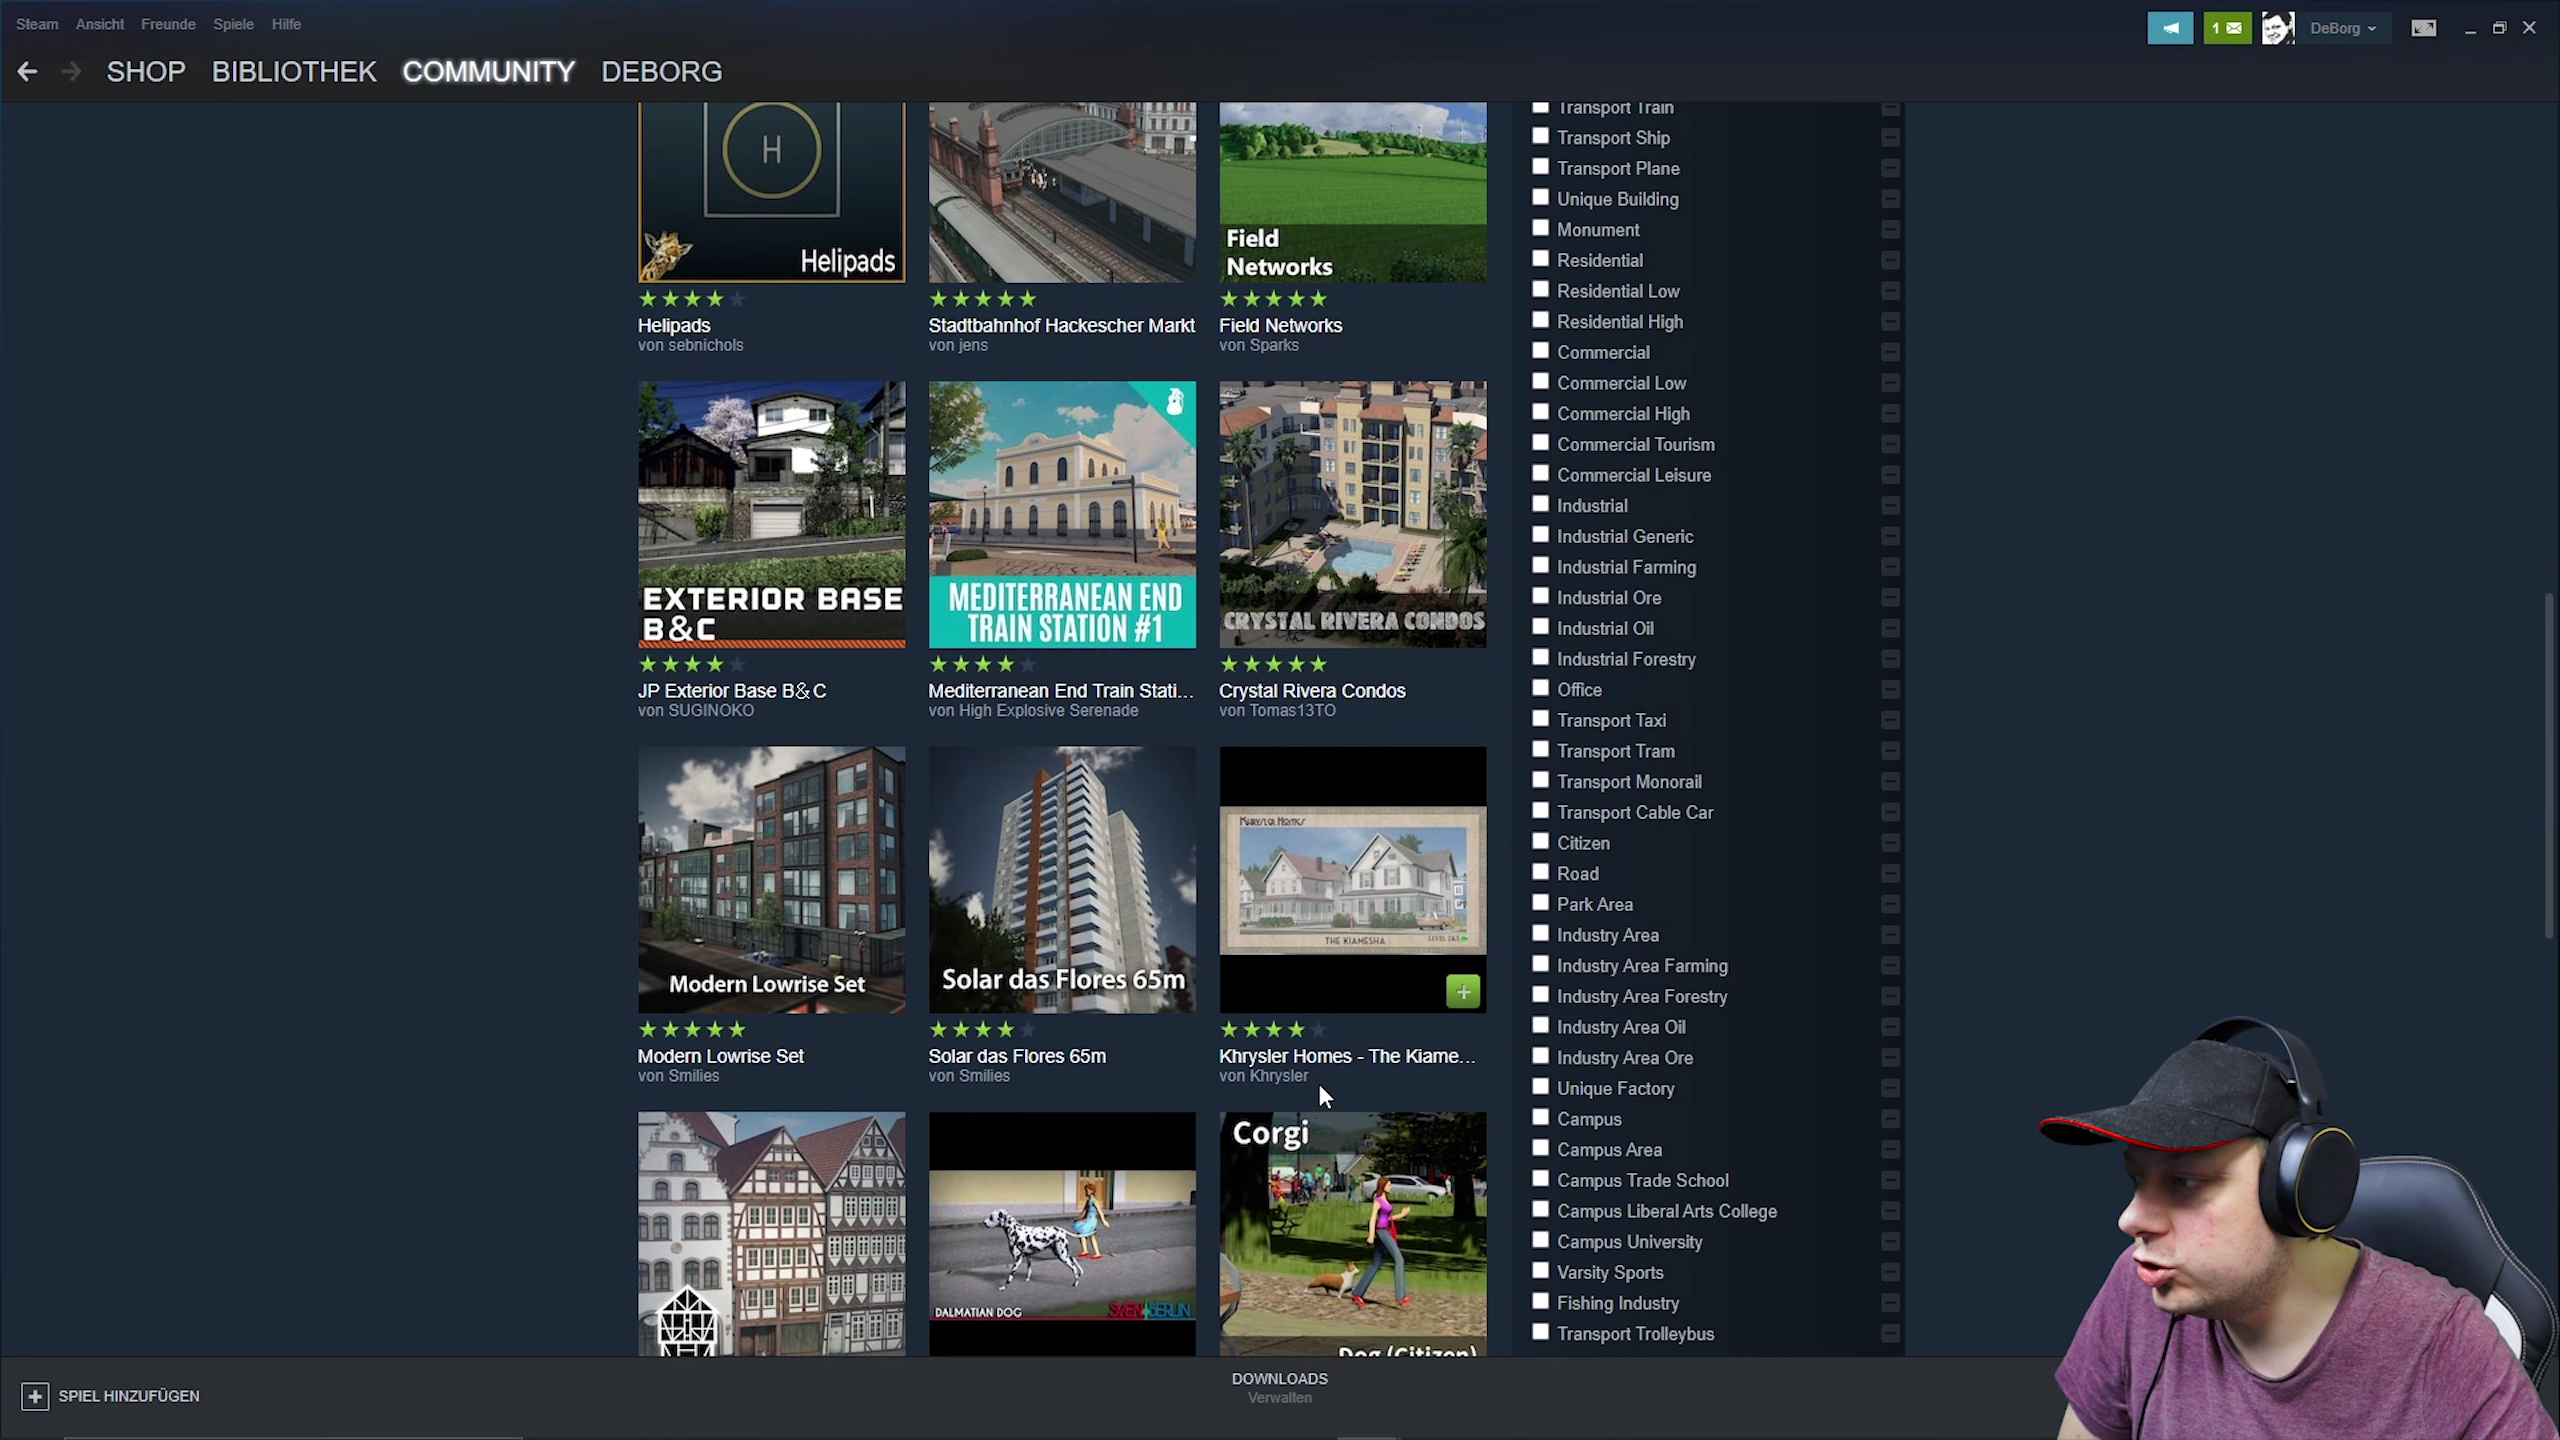 Steam Ansicht Freunde Spiele Hilfe
1
DeBorg
SHOP BIBLIOTHEK COMMUNITY DEBORG
H
Helipads
Helipads
von sebnichols
Stadtbahnhof Hackescher Markt
von jens
Field
Networks
Field Networks
von Sparks
EXTERIOR BASE
B&C
JP Exterior Base B&C
von SUGINOKO
MEDITERRANEAN END
TRAIN STATION #1
Mediterranean End Train Stati...
von High Explosive Serenade
CRYSTAL RIVERA CONDOS
Crystal Rivera Condos
von Tomas13TO
Modern Lowrise Set
Modern Lowrise Set
von Smilies
Solar das Flores 65m
Solar das Flores 65m
von Smilies
KHRYSLER HOMES
THE KIAMESHA
Khrysler Homes - The Kiame...
von Khrysler
DALMATIAN DOG
SVEN BERLIN
Corgi
Dog (Citizen)
Transport Train
Transport Ship
Transport Plane
Unique Building
Monument
Residential
Residential Low
Residential High
Commercial
Commercial Low
Commercial High
Commercial Tourism
Commercial Leisure
Industrial
Industrial Generic
Industrial Farming
Industrial Ore
Industrial Oil
Industrial Forestry
Office
Transport Taxi
Transport Tram
Transport Monorail
Transport Cable Car
Citizen
Road
Park Area
Industry Area
Industry Area Farming
Industry Area Forestry
Industry Area Oil
Industry Area Ore
Unique Factory
Campus
Campus Area
Campus Trade School
Campus Liberal Arts College
Campus University
Varsity Sports
Fishing Industry
Transport Trolleybus
SPIEL HINZUFÜGEN
DOWNLOADS
Verwalten